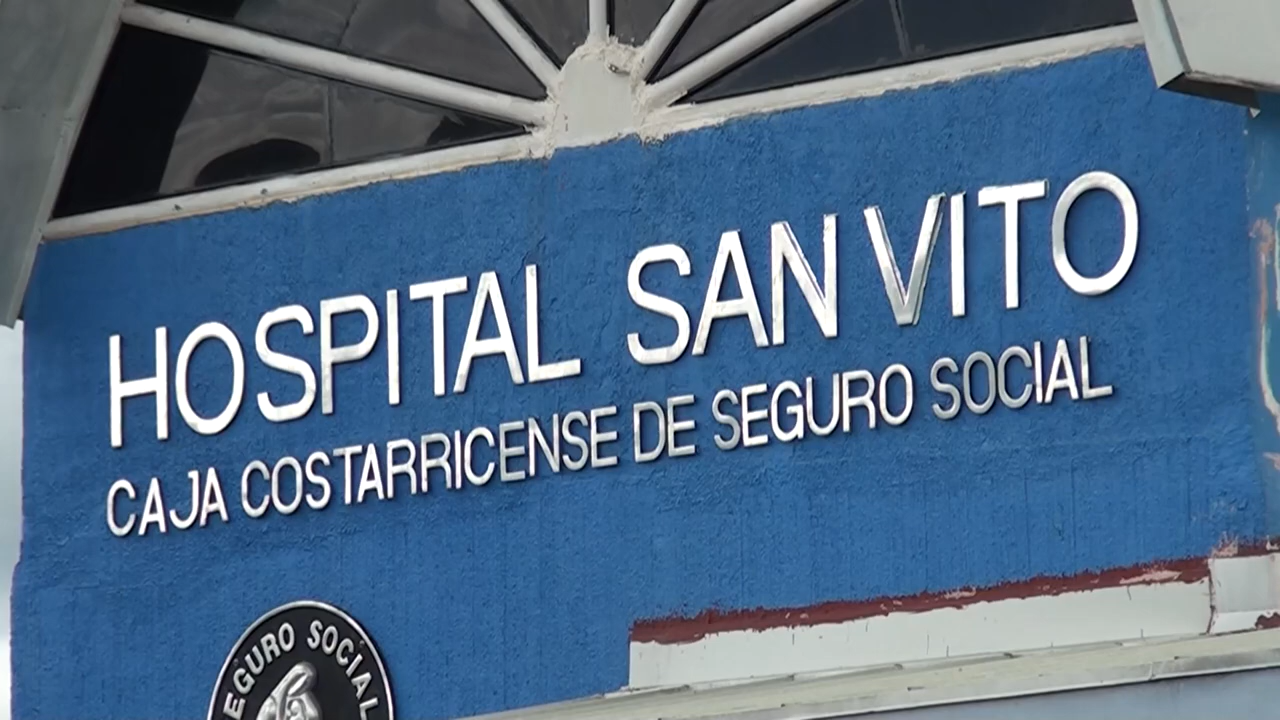 HOSPITAL SAN VITO
CAJA COSTARRICENSE DE SEGURO SOCIAL
SEGURO SOCIAL